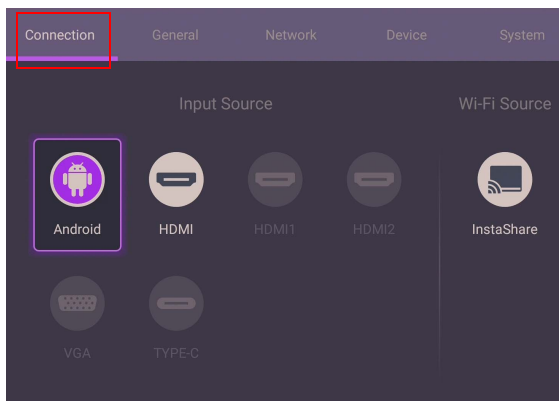 Connection General Network Device System
Input Source Wi-Fi Source
Android HDMI HDMI1 HDMI2 InstaShare
VGA TYPE-C